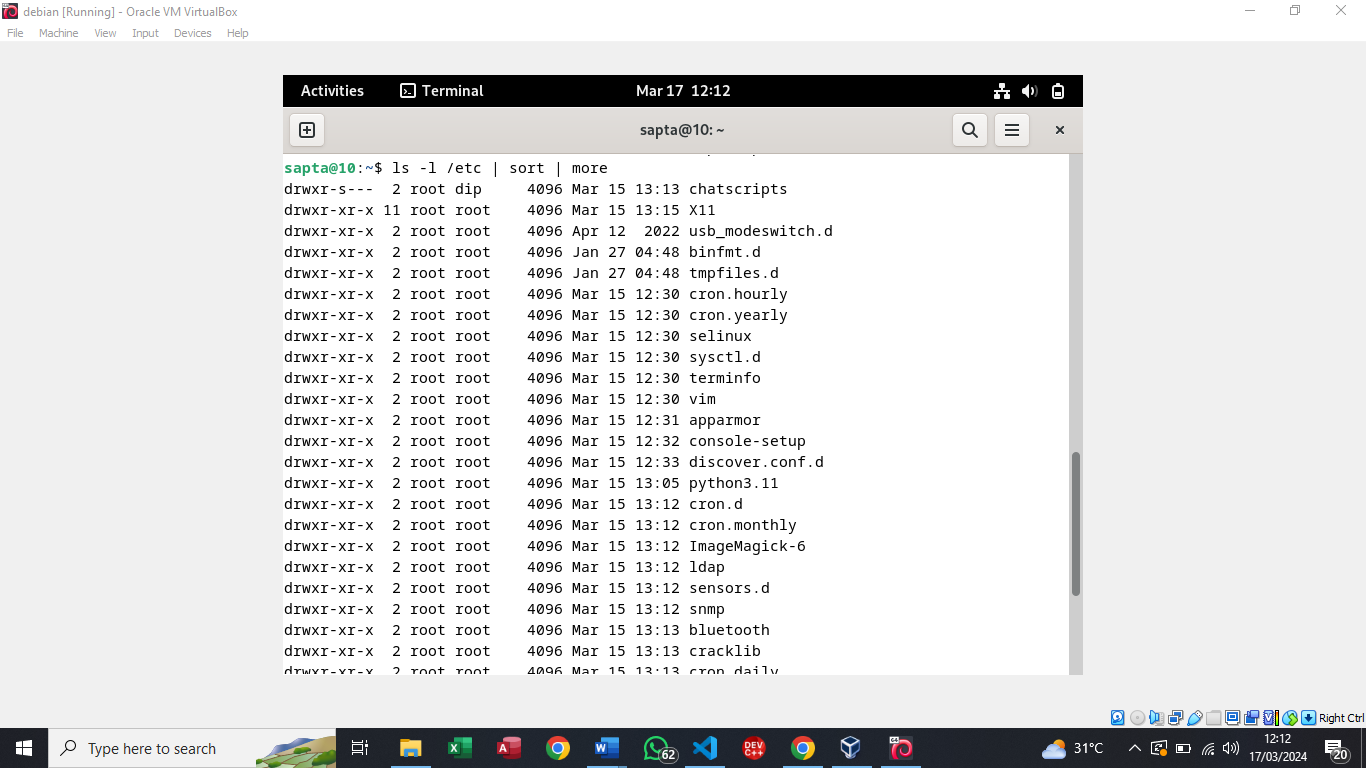 debian [Running] - Oracle VM VirtualBox
File Machine View Input Devices Help
Activities Terminal Mar 17 12:12
sapta@10: ~
sapta@10:~$ ls -l /etc | sort | more
drwxr-s---  2 root dip     4096 Mar 15 13:13 chatscripts
drwxr-xr-x 11 root root    4096 Mar 15 13:15 X11
drwxr-xr-x  2 root root    4096 Apr 12  2022 usb_modeswitch.d
drwxr-xr-x  2 root root    4096 Jan 27 04:48 binfmt.d
drwxr-xr-x  2 root root    4096 Jan 27 04:48 tmpfiles.d
drwxr-xr-x  2 root root    4096 Mar 15 12:30 cron.hourly
drwxr-xr-x  2 root root    4096 Mar 15 12:30 cron.yearly
drwxr-xr-x  2 root root    4096 Mar 15 12:30 selinux
drwxr-xr-x  2 root root    4096 Mar 15 12:30 sysctl.d
drwxr-xr-x  2 root root    4096 Mar 15 12:30 terminfo
drwxr-xr-x  2 root root    4096 Mar 15 12:30 vim
drwxr-xr-x  2 root root    4096 Mar 15 12:31 apparmor
drwxr-xr-x  2 root root    4096 Mar 15 12:32 console-setup
drwxr-xr-x  2 root root    4096 Mar 15 12:33 discover.conf.d
drwxr-xr-x  2 root root    4096 Mar 15 13:05 python3.11
drwxr-xr-x  2 root root    4096 Mar 15 13:12 cron.d
drwxr-xr-x  2 root root    4096 Mar 15 13:12 cron.monthly
drwxr-xr-x  2 root root    4096 Mar 15 13:12 ImageMagick-6
drwxr-xr-x  2 root root    4096 Mar 15 13:12 ldap
drwxr-xr-x  2 root root    4096 Mar 15 13:12 sensors.d
drwxr-xr-x  2 root root    4096 Mar 15 13:12 snmp
drwxr-xr-x  2 root root    4096 Mar 15 13:13 bluetooth
drwxr-xr-x  2 root root    4096 Mar 15 13:13 cracklib
drwxr-xr-x  2 root root    4096 Mar 15 13:13 cron.daily
Right Ctrl
Type here to search
62
DEV C++
31°C
12:12
17/03/2024
20